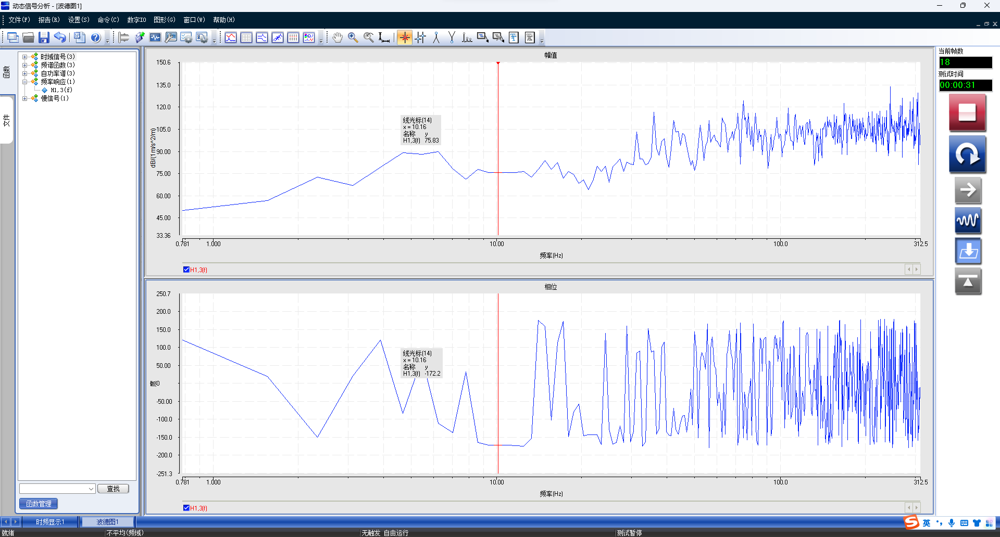 动态信号分析 - [波德图1]
文件(F) 报告(R) 设置(S) 命令(C) 数字IO 图形(G) 窗口(W) 帮助(H)
函数
文件
时域信号(3)
频谱函数(3)
自功率谱(3)
频率响应(1)
H1,3(f)
慢信号(1)
查找
函数管理
幅值
150.6
135.0
120.0
105.0
90.00
75.00
60.00
45.00
33.36
dB/(1m/s^2/m)
线光标(14)
x = 10.16
名称 y
H1,3(f) 75.83
0.781 1.000 10.00 100.0 312.5
频率(Hz)
H1,3(f)
相位
250.7
200.0
150.0
100.0
50.00
0
-50.00
-100.0
-150.0
-200.0
-251.3
度
线光标(14)
x = 10.16
名称 y
H1,3(f) -172.2
0.781 1.000 10.00 100.0 312.5
频率(Hz)
H1,3(f)
当前帧数
18
测试时间
00:00:31
时频显示1 波德图1
英
就绪 不平均(频域) 无触发 自由运行 测试暂停